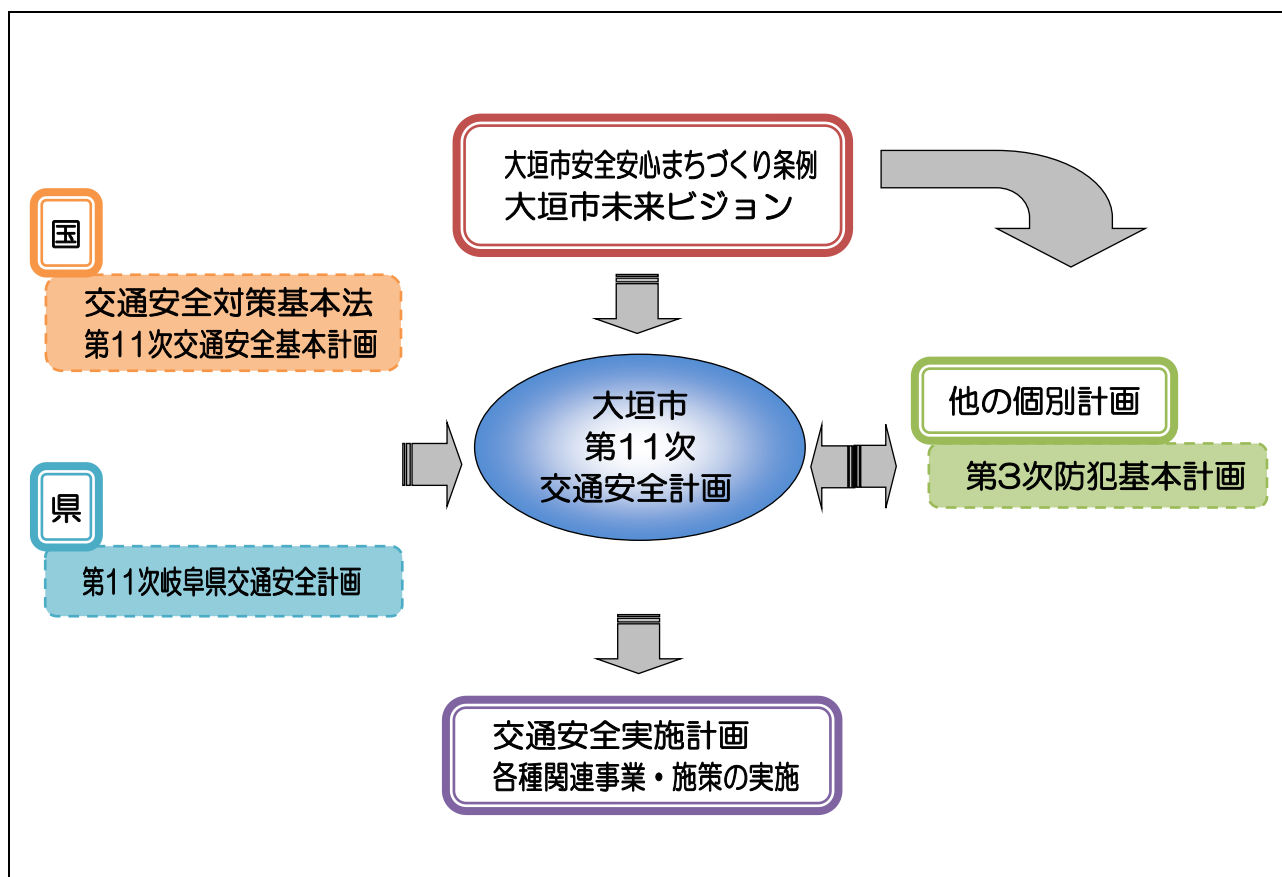 大垣市安全安心まちづくり条例
大垣市未来ビジョン
国
交通安全対策基本法
第11次交通安全基本計画
大垣市
第11次
交通安全計画
他の個別計画
第3次防犯基本計画
県
第11次岐阜県交通安全計画
交通安全実施計画
各種関連事業・施策の実施